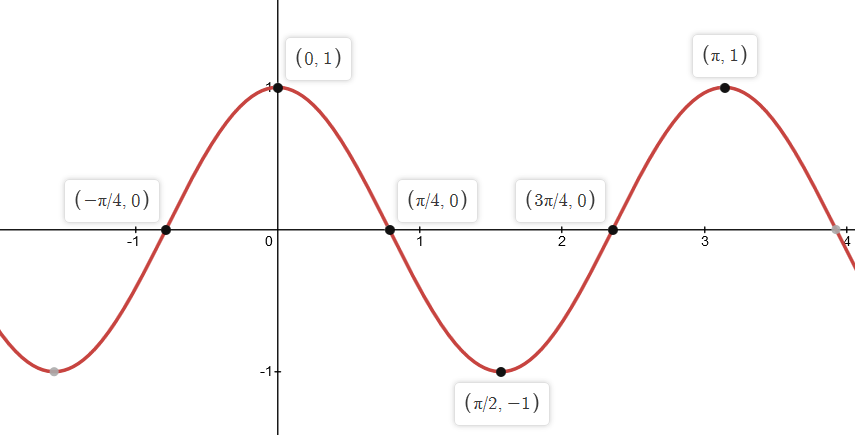 (0, 1)
(π, 1)
1
(−π/4, 0)
(π/4, 0)
(3π/4, 0)
-1
0
1
2
3
4
-1
(π/2, −1)